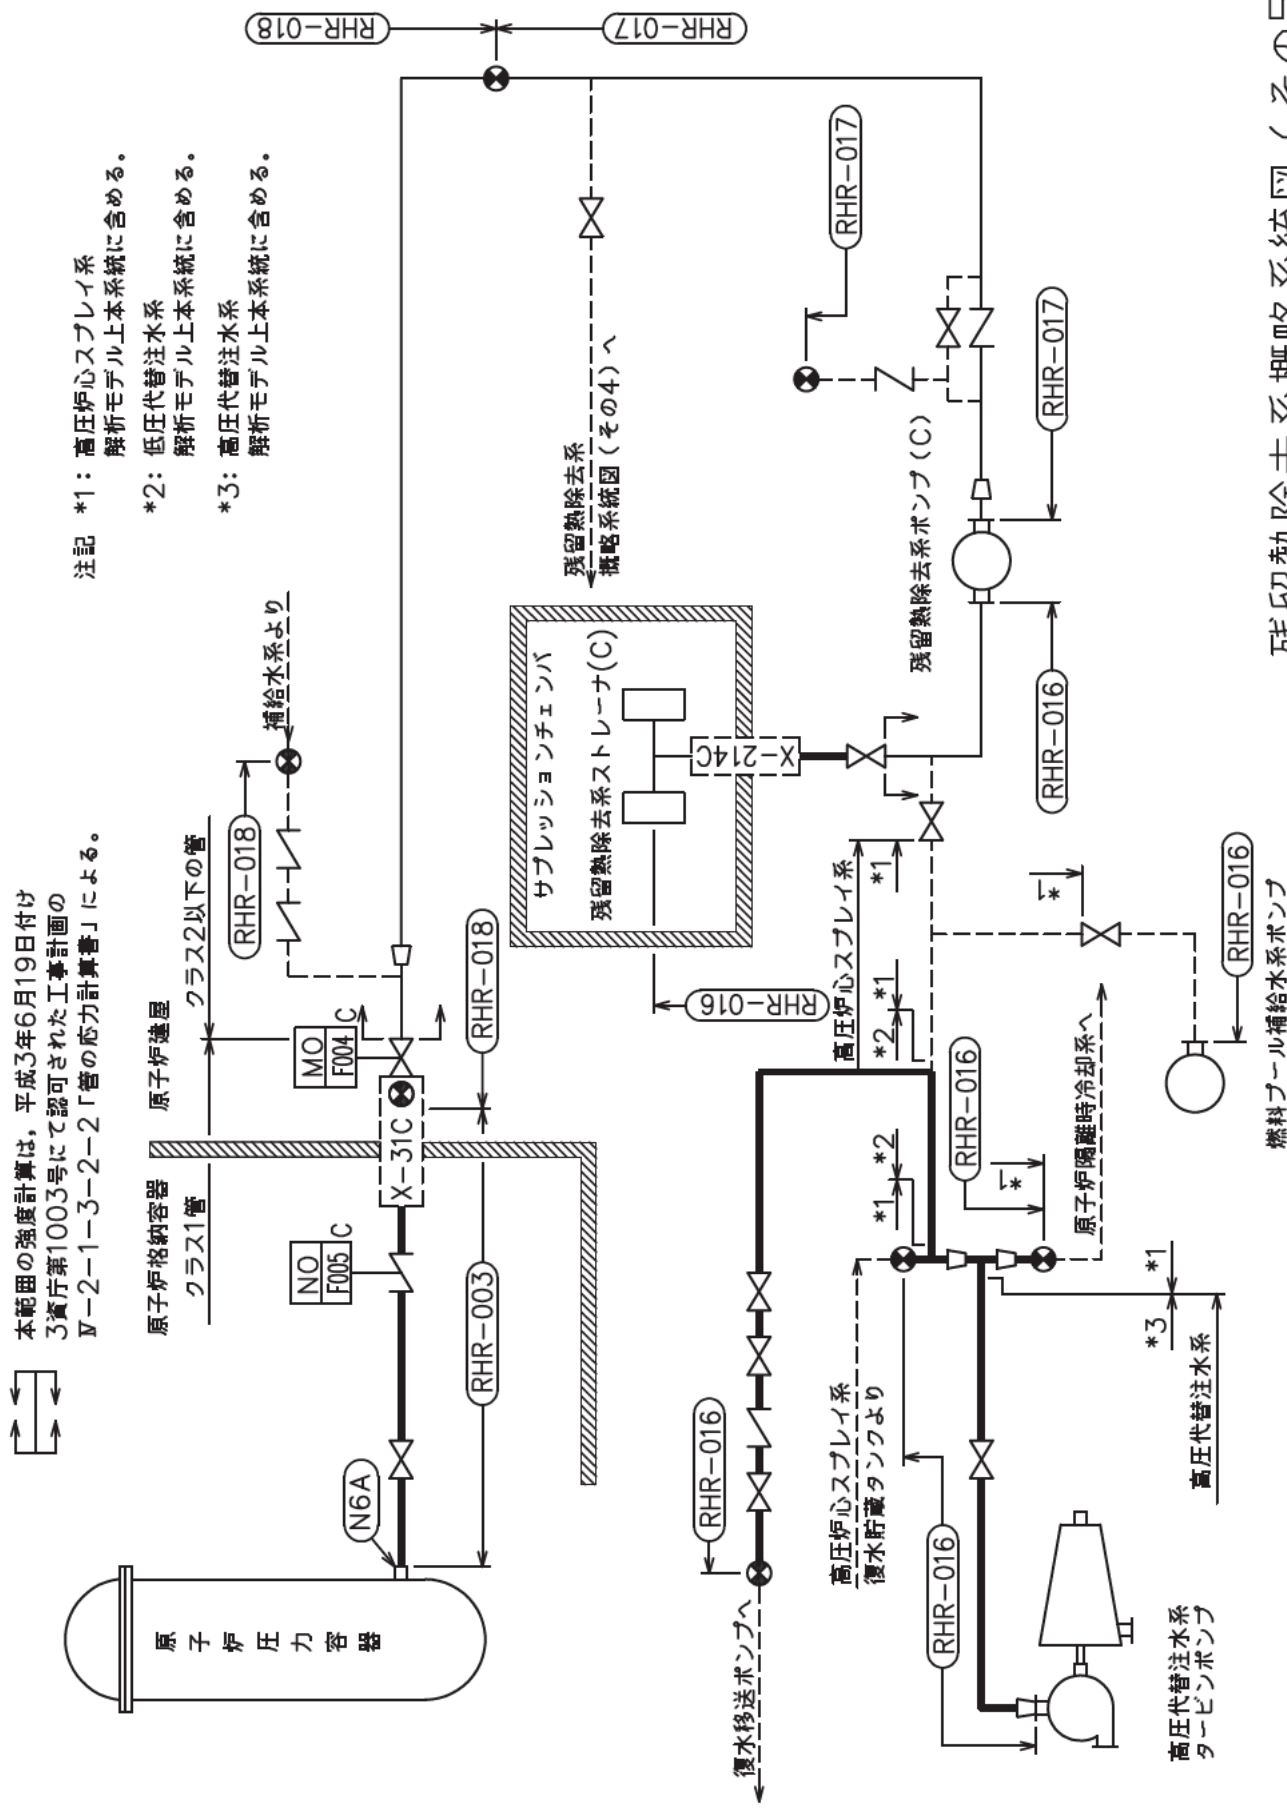 本範囲の強度計算は，平成3年6月19日付け
3資庁第1003号にて認可された工事計画の
Ⅳ-2-1-3-2-2「管の応力計算書」による。
注記 *1：高圧炉心スプレイ系
解析モデル上本系統に含める。
*2：低圧代替注水系
解析モデル上本系統に含める。
*3：高圧代替注水系
解析モデル上本系統に含める。
原子炉格納容器
原子炉建屋
クラス1管
クラス2以下の管
原子炉圧力容器
N6A
NO
F005
C
X-31C
MO
F004
C
RHR-018
補給水系より
RHR-003
RHR-018
RHR-018
RHR-017
残留熱除去系
概略系統図（その4）へ
サプレッションチェンバ
残留熱除去系ストレーナ(C)
X-214C
RHR-016
残留熱除去系ポンプ(C)
RHR-017
RHR-016
RHR-017
復水移送ポンプへ
RHR-016
高圧炉心スプレイ系
*1
*2
*1
*1
*2
高圧炉心スプレイ系
復水貯蔵タンクより
RHR-016
RHR-016
*1
原子炉隔離時冷却系へ
*1
RHR-016
燃料プール補給水系ポンプ
*3
*1
高圧代替注水系
高圧代替注水系
タービンポンプ